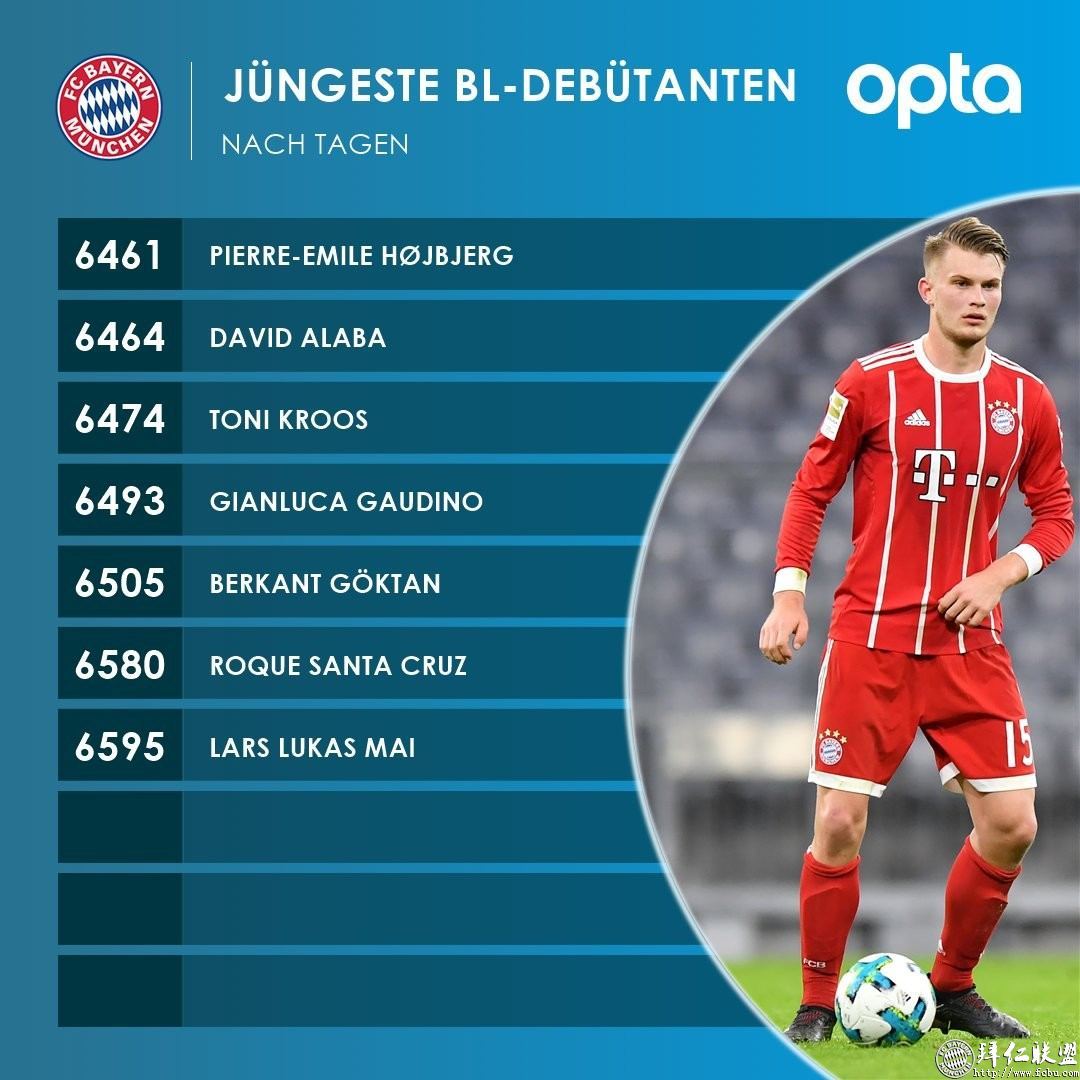 FC BAYERN MÜNCHEN
JÜNGESTE BL-DEBÜTANTEN
opta
NACH TAGEN
6461 PIERRE-EMILE HØJBJERG
6464 DAVID ALABA
6474 TONI KROOS
6493 GIANLUCA GAUDINO
6505 BERKANT GÖKTAN
6580 ROQUE SANTA CRUZ
6595 LARS LUKAS MAI
adidas
T
15
FCB
拜仁联盟
http://www.fcbu.com